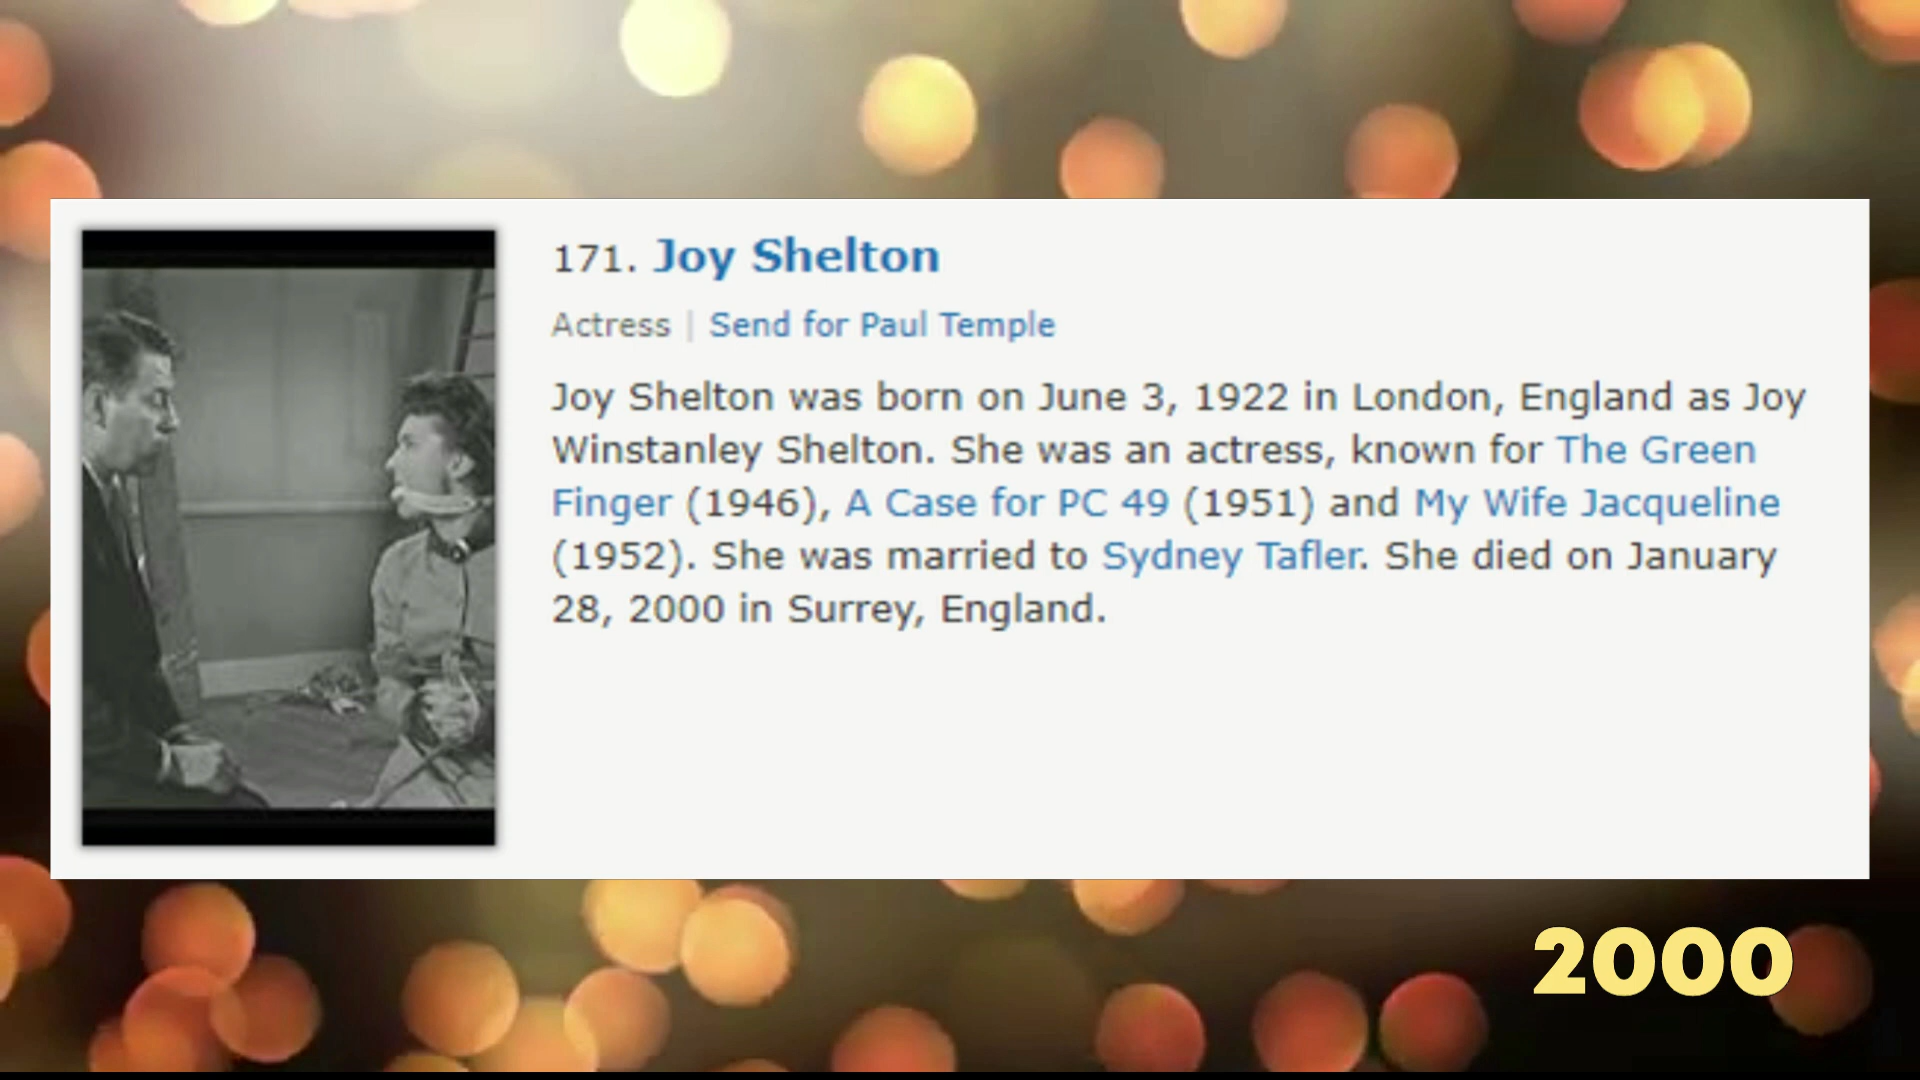 171. Joy Shelton
Actress | Send for Paul Temple
Joy Shelton was born on June 3, 1922 in London, England as Joy
Winstanley Shelton. She was an actress, known for The Green
Finger (1946), A Case for PC 49 (1951) and My Wife Jacqueline
(1952). She was married to Sydney Tafler. She died on January
28, 2000 in Surrey, England.
2000